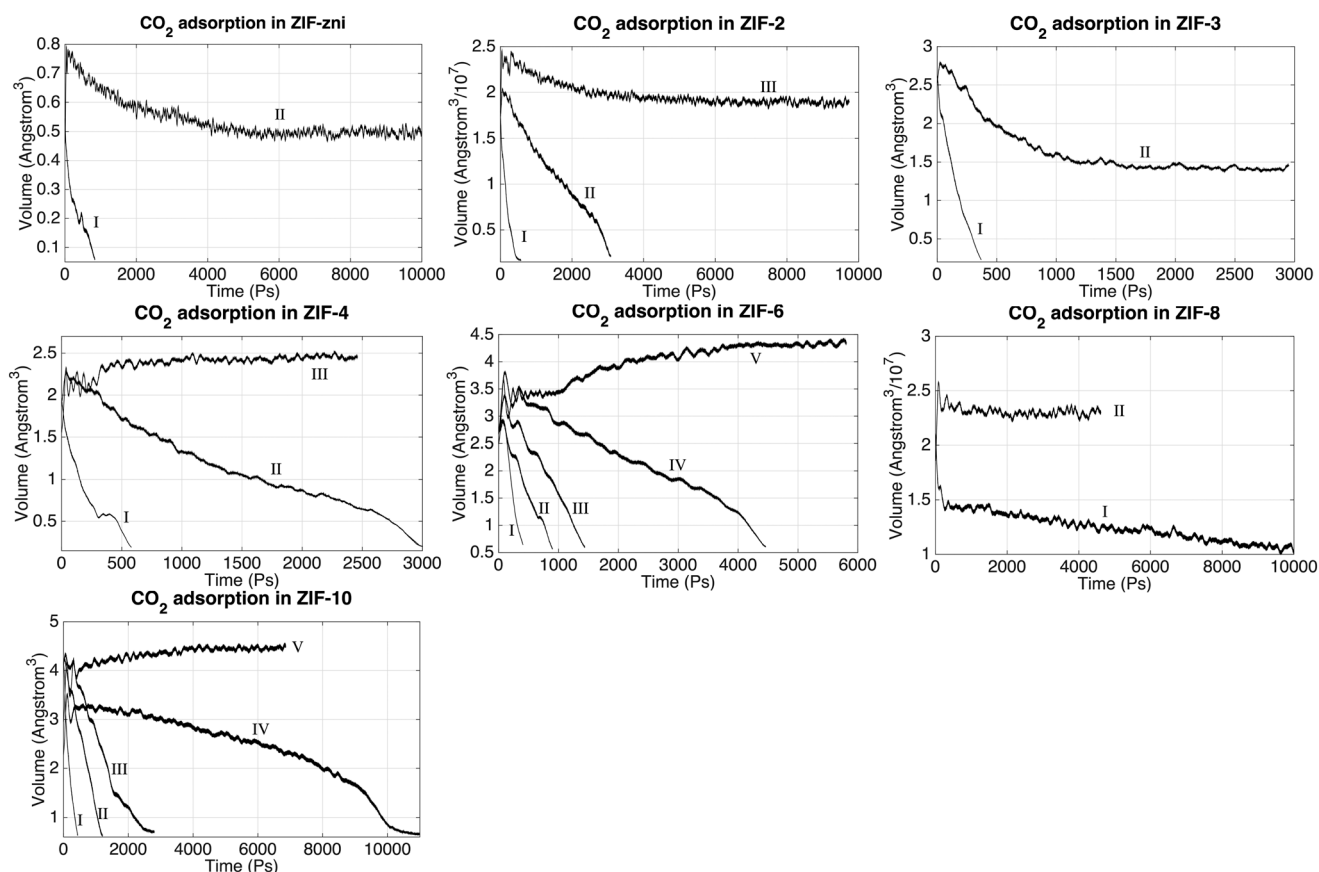 CO2 adsorption in ZIF-zni
Volume (Angstrom3)
0.8
0.7
0.6
0.5
0.4
0.3
0.2
0.1
II
I
0 2000 4000 6000 8000 10000
Time (Ps)
CO2 adsorption in ZIF-2
Volume (Angstrom3/107)
2.5
2
1.5
1
0.5
III
II
I
0 2000 4000 6000 8000 10000
Time (Ps)
CO2 adsorption in ZIF-3
Volume (Angstrom3)
3
2.5
2
1.5
1
0.5
II
I
0 500 1000 1500 2000 2500 3000
Time (Ps)
CO2 adsorption in ZIF-4
Volume (Angstrom3)
2.5
2
1.5
1
0.5
III
II
I
0 500 1000 1500 2000 2500 3000
Time (Ps)
CO2 adsorption in ZIF-6
Volume (Angstrom3)
4.5
4
3.5
3
2.5
2
1.5
1
0.5
V
IV
I II III
0 1000 2000 3000 4000 5000 6000
Time (Ps)
CO2 adsorption in ZIF-8
Volume (Angstrom3/107)
3
2.5
2
1.5
1
II
I
0 2000 4000 6000 8000 10000
Time (Ps)
CO2 adsorption in ZIF-10
Volume (Angstrom3)
5
4
3
2
1
V
IV
III
I II
0 2000 4000 6000 8000 10000
Time (Ps)